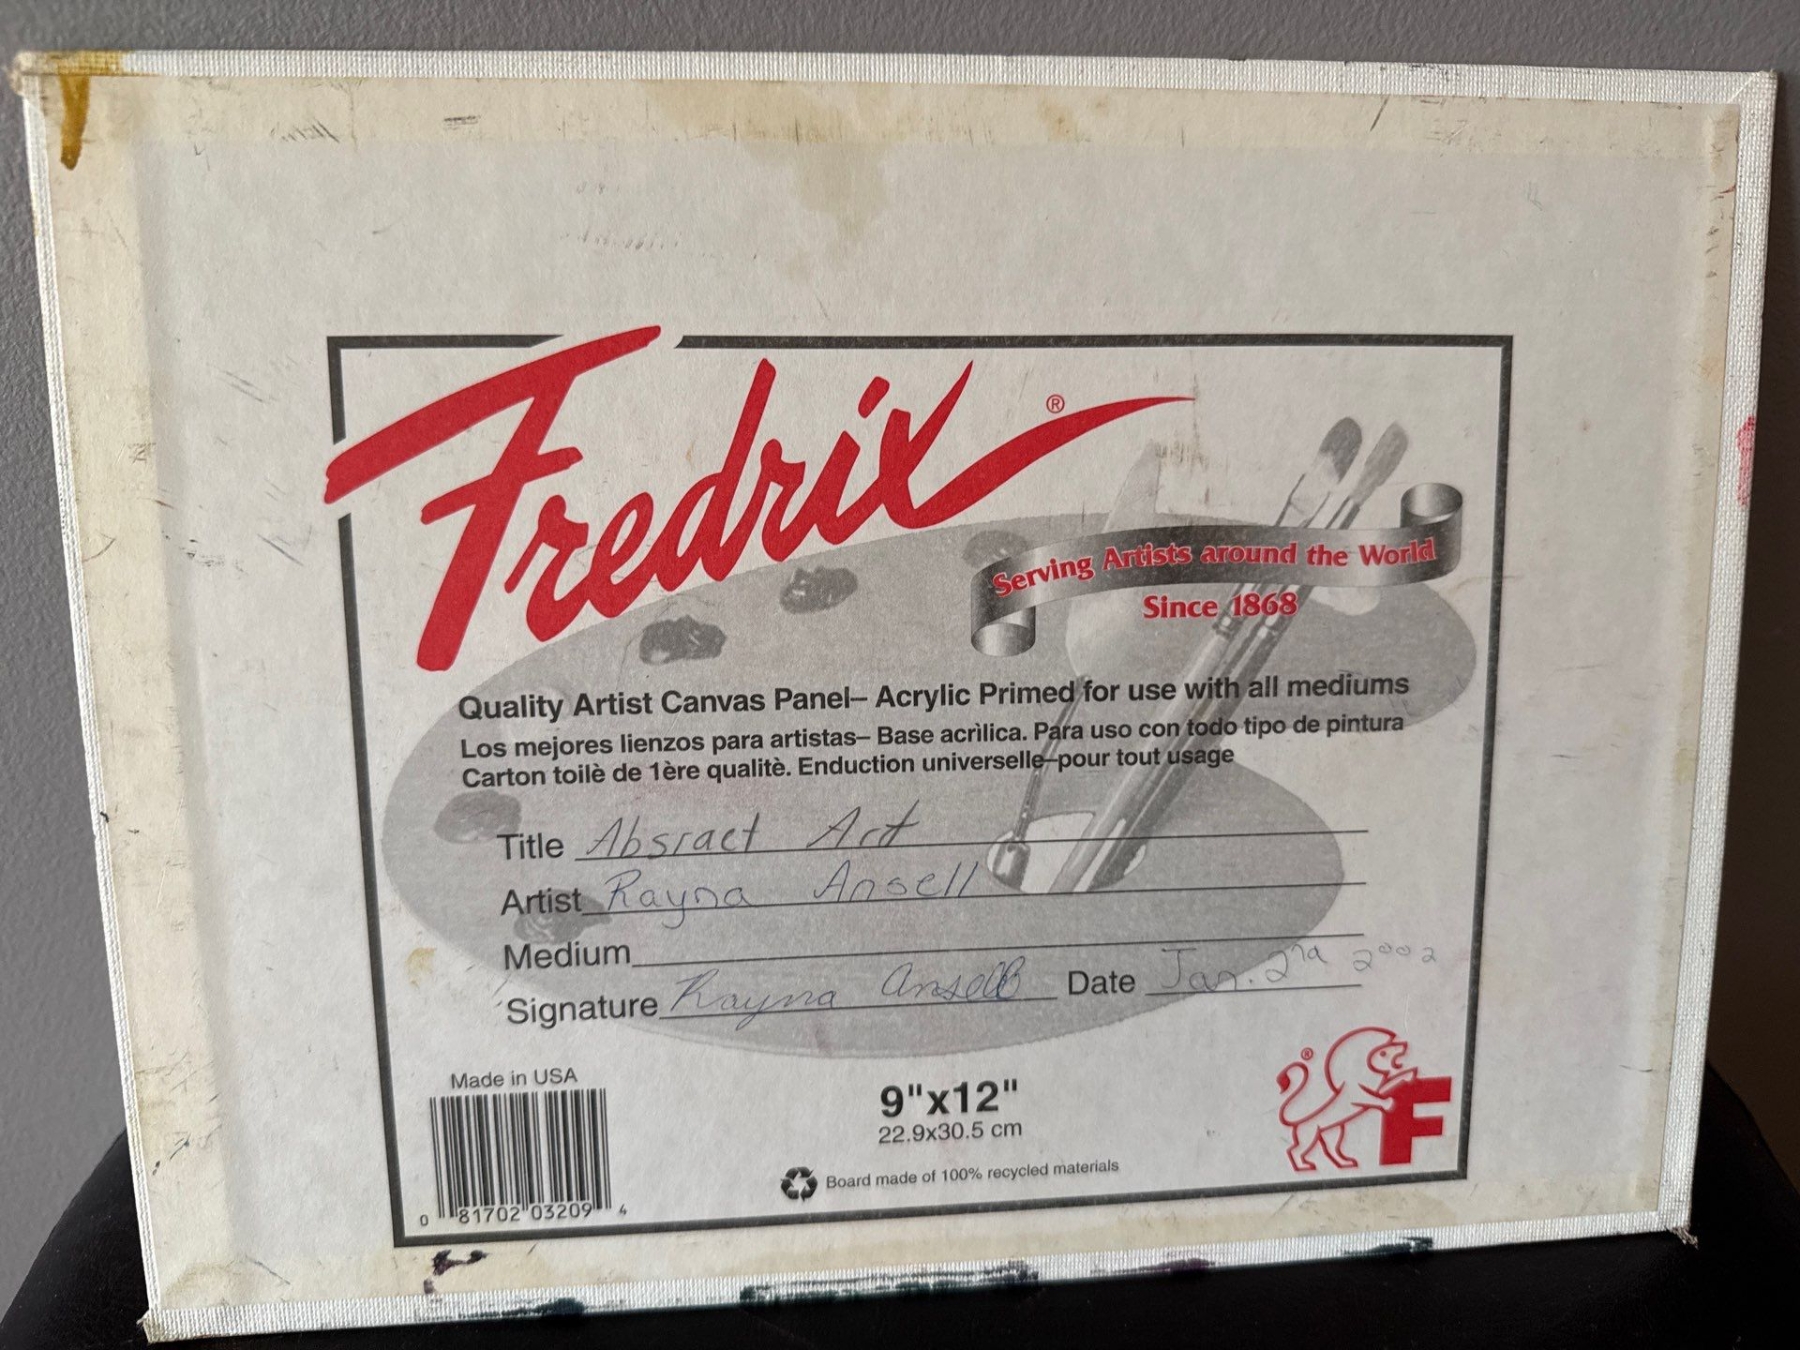 Fredrix®
Serving Artists around the World
Since 1868
Quality Artist Canvas Panel– Acrylic Primed for use with all mediums
Los mejores lienzos para artistas– Base acrìlica. Para uso con todo tipo de pintura
Carton toilè de 1ère qualitè. Enduction universelle–pour tout usage
Title Absract Art
Artist Rayna Ansell
Medium
Signature Rayna Ansell Date Jan. 2nd 2002
Made in USA
0 81702 03209 4
9"x12"
22.9x30.5 cm
Board made of 100% recycled materials
® F